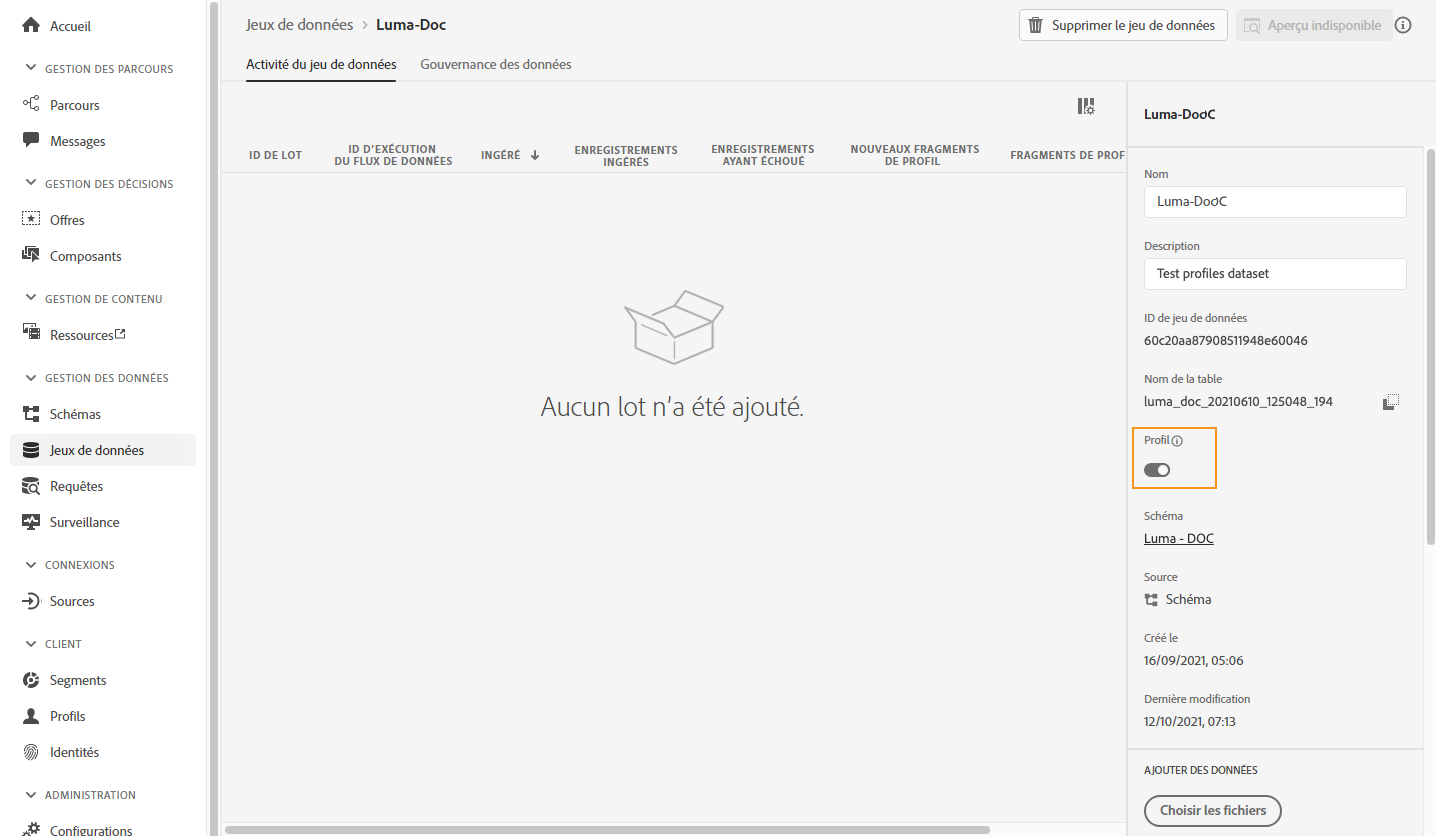 Accueil
GESTION DES PARCOURS
Parcours
Messages
GESTION DES DÉCISIONS
Offres
Composants
GESTION DE CONTENU
Ressources
GESTION DES DONNÉES
Schémas
Jeux de données
Requêtes
Surveillance
CONNEXIONS
Sources
CLIENT
Segments
Profils
Identités
ADMINISTRATION
Configurations
Jeux de données > Luma-Doc
Supprimer le jeu de données
Aperçu indisponible
Activité du jeu de données
Gouvernance des données
ID DE LOT
ID D'EXÉCUTION
DU FLUX DE DONNÉES
INGÉRÉ
ENREGISTREMENTS
INGÉRÉS
ENREGISTREMENTS
AYANT ÉCHOUÉ
NOUVEAUX FRAGMENTS
DE PROFIL
FRAGMENTS DE PROF
Aucun lot n'a été ajouté.
Luma-DooC
Nom
Luma-DooC
Description
Test profiles dataset
ID de jeu de données
60c20aa87908511948e60046
Nom de la table
luma_doc_20210610_125048_194
Profil
Schéma
Luma - DOC
Source
Schéma
Créé le
16/09/2021, 05:06
Dernière modification
12/10/2021, 07:13
AJOUTER DES DONNÉES
Choisir les fichiers